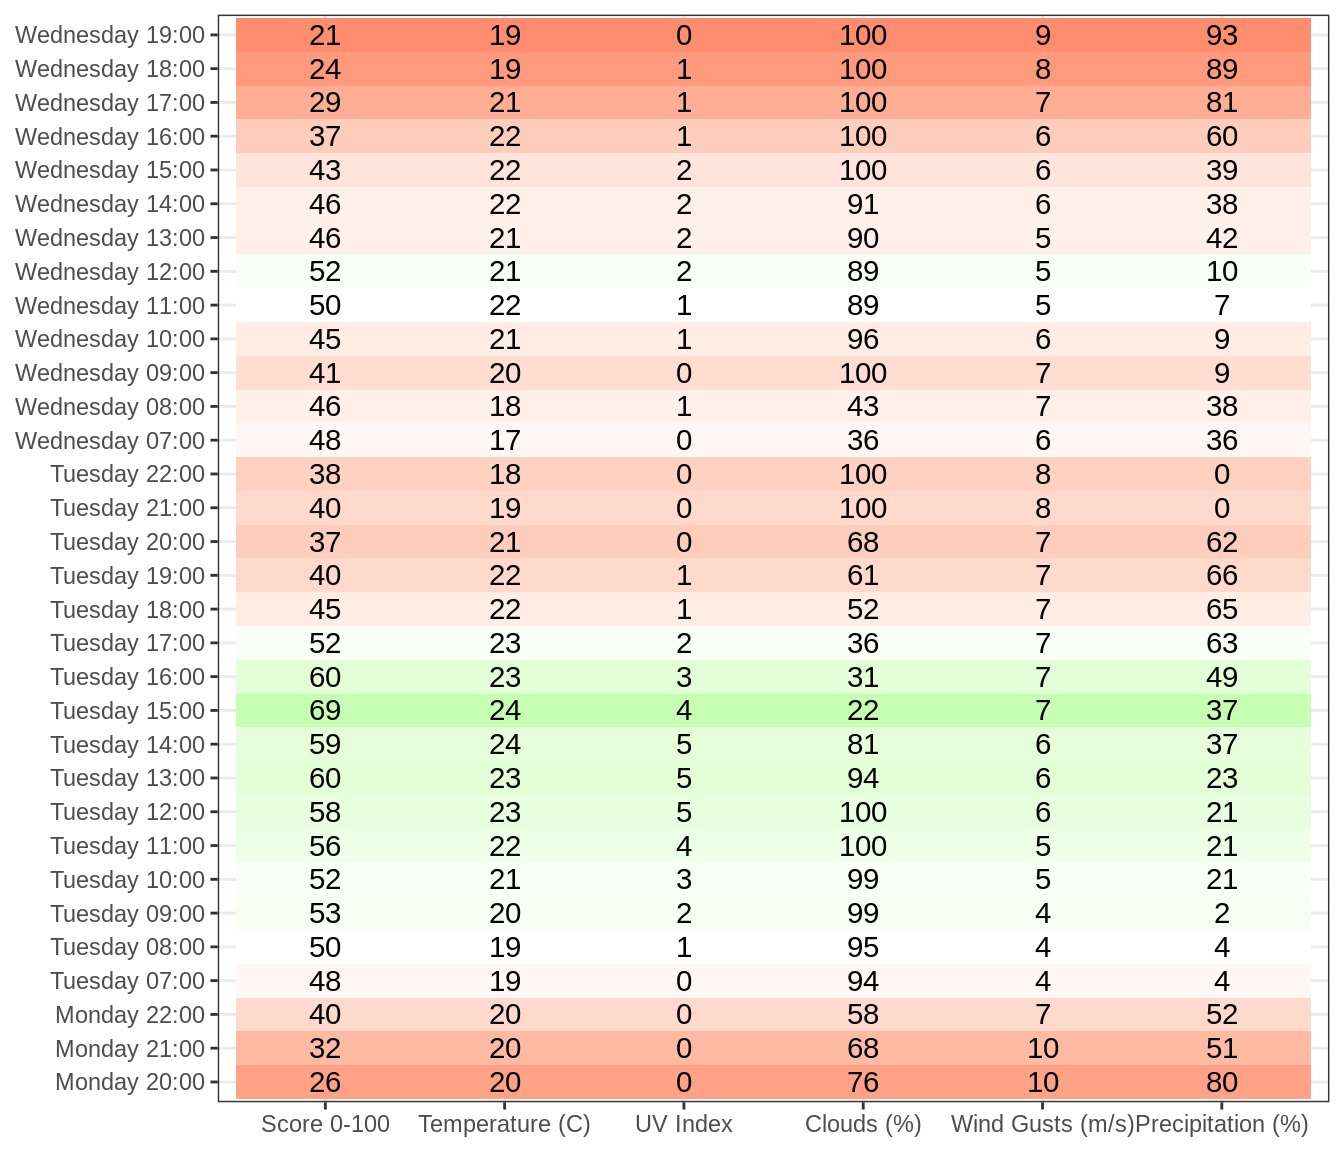 Wednesday 19:00 21 19 0 100 9 93
Wednesday 18:00 24 19 1 100 8 89
Wednesday 17:00 29 21 1 100 7 81
Wednesday 16:00 37 22 1 100 6 60
Wednesday 15:00 43 22 2 100 6 39
Wednesday 14:00 46 22 2 91 6 38
Wednesday 13:00 46 21 2 90 5 42
Wednesday 12:00 52 21 2 89 5 10
Wednesday 11:00 50 22 1 89 5 7
Wednesday 10:00 45 21 1 96 6 9
Wednesday 09:00 41 20 0 100 7 9
Wednesday 08:00 46 18 1 43 7 38
Wednesday 07:00 48 17 0 36 6 36
Tuesday 22:00 38 18 0 100 8 0
Tuesday 21:00 40 19 0 100 8 0
Tuesday 20:00 37 21 0 68 7 62
Tuesday 19:00 40 22 1 61 7 66
Tuesday 18:00 45 22 1 52 7 65
Tuesday 17:00 52 23 2 36 7 63
Tuesday 16:00 60 23 3 31 7 49
Tuesday 15:00 69 24 4 22 7 37
Tuesday 14:00 59 24 5 81 6 37
Tuesday 13:00 60 23 5 94 6 23
Tuesday 12:00 58 23 5 100 6 21
Tuesday 11:00 56 22 4 100 5 21
Tuesday 10:00 52 21 3 99 5 21
Tuesday 09:00 53 20 2 99 4 2
Tuesday 08:00 50 19 1 95 4 4
Tuesday 07:00 48 19 0 94 4 4
Monday 22:00 40 20 0 58 7 52
Monday 21:00 32 20 0 68 10 51
Monday 20:00 26 20 0 76 10 80
Score 0-100 Temperature (C) UV Index Clouds (%) Wind Gusts (m/s) Precipitation (%)